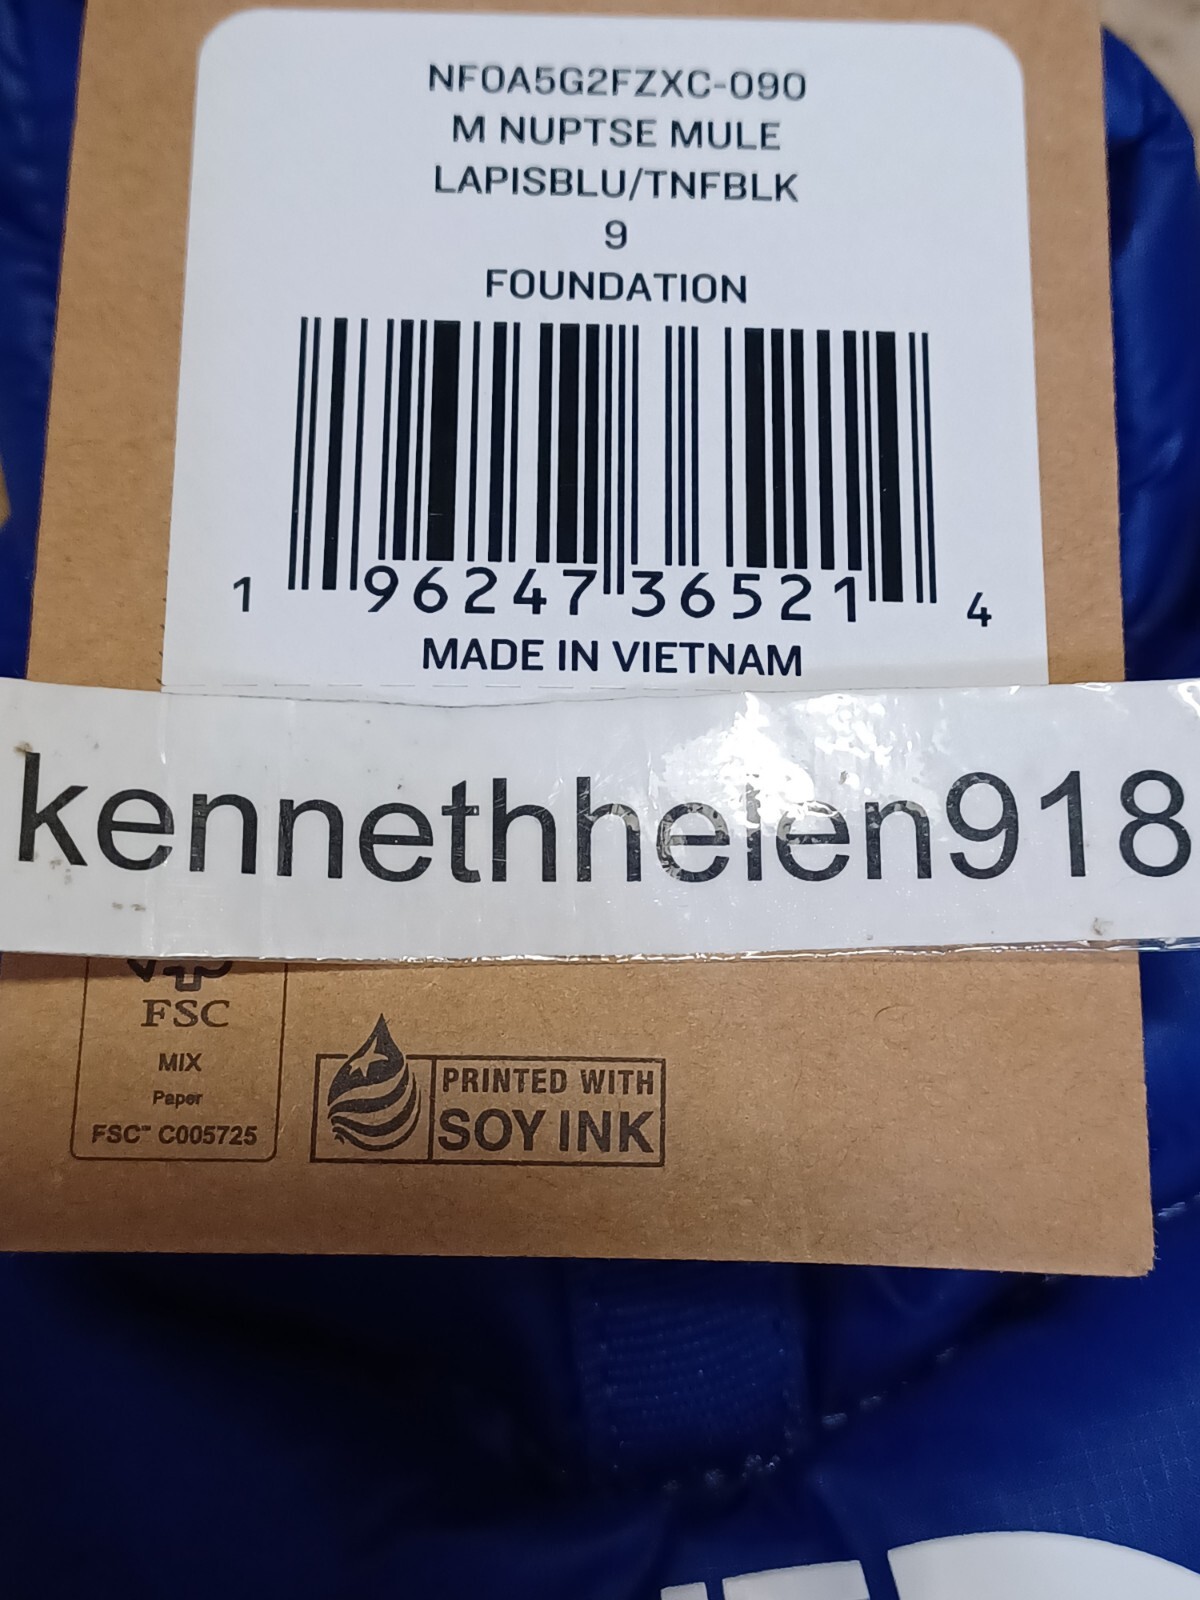 NF0A5G2FZXC-090
M NUPTSE MULE
LAPISBLU/TNFBLK
9
FOUNDATION
1 96247 36521 4
MADE IN VIETNAM
kennethhelen918
FSC
MIX
Paper
FSC™ C005725
PRINTED WITH
SOY INK